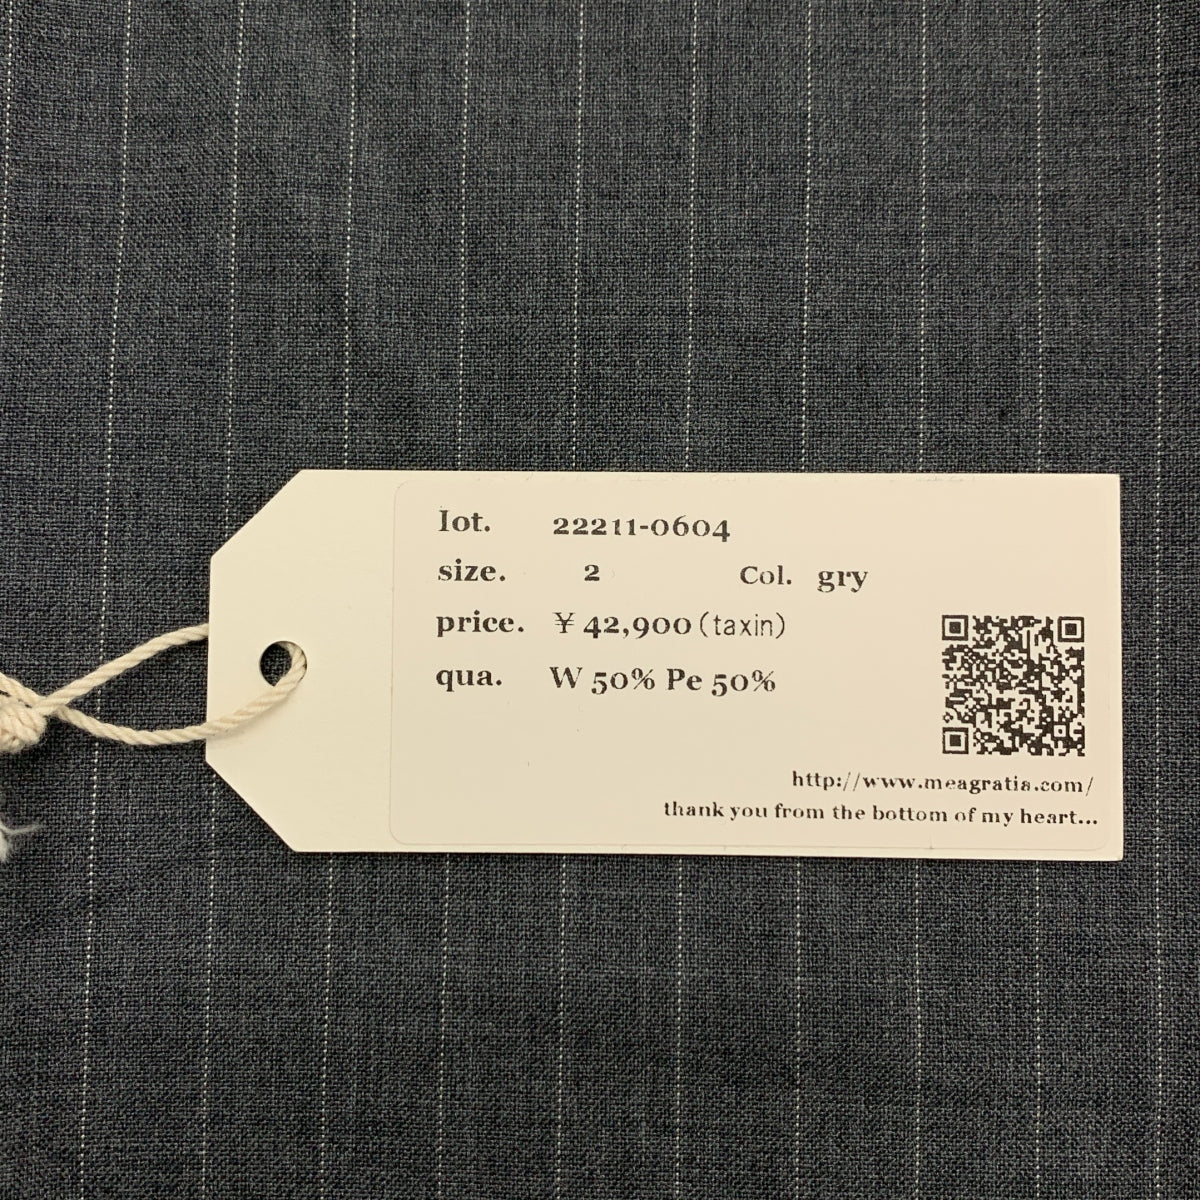 lot. 22211-0604
size. 2 Col. gry
price. ¥ 42,900 (taxin)
qua. W 50% Pe 50%
http://www.meagratia.com/
thank you from the bottom of my heart...